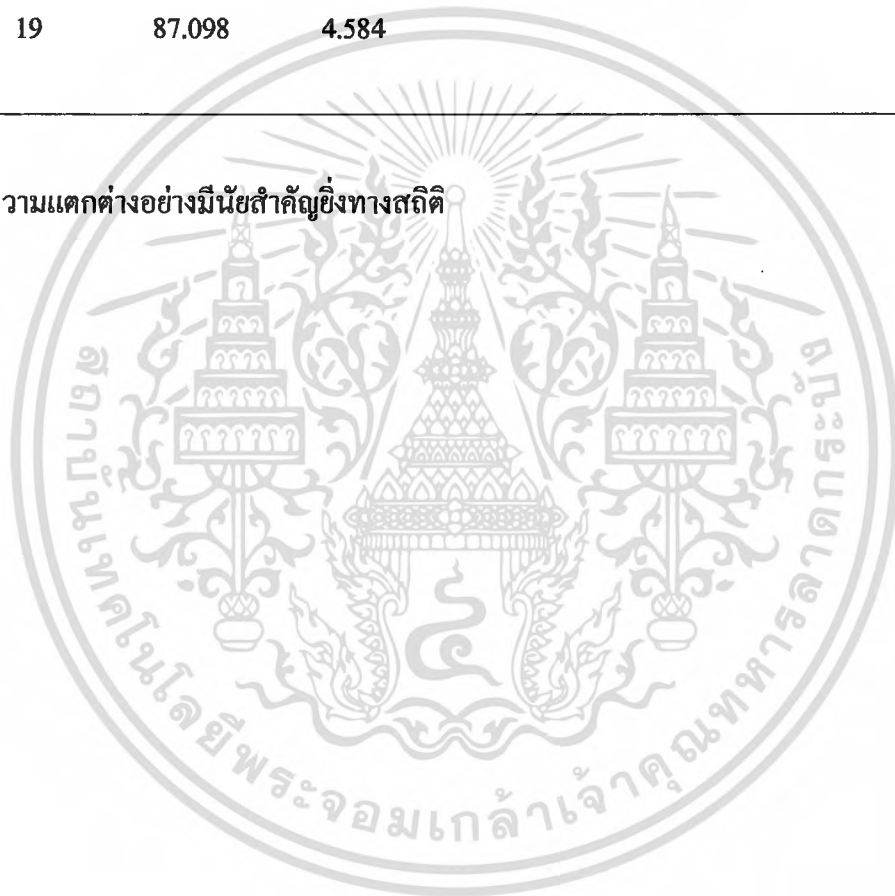 19 87.098 4.584
วามแตกต่างอย่างมีนัยสำคัญยิ่งทางสถิติ
สถาบันเทคโนโลยีพระจอมเกล้าเจ้าคุณทหารลาดกระบัง